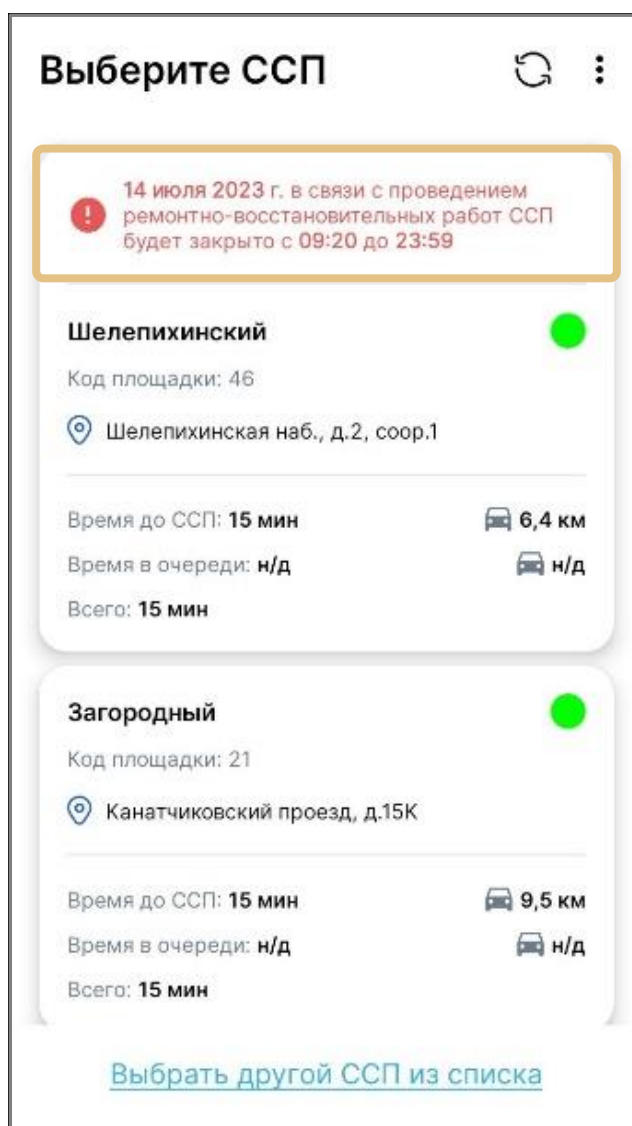 Выберите ССП
14 июля 2023 г. в связи с проведением
ремонтно-восстановительных работ ССП
будет закрыто с 09:20 до 23:59
Шелепихинский
Код площадки: 46
Шелепихинская наб., д.2, соор.1
Время до ССП: 15 мин 6,4 км
Время в очереди: н/д н/д
Всего: 15 мин
Загородный
Код площадки: 21
Канатчиковский проезд, д.15К
Время до ССП: 15 мин 9,5 км
Время в очереди: н/д н/д
Всего: 15 мин
Выбрать другой ССП из списка